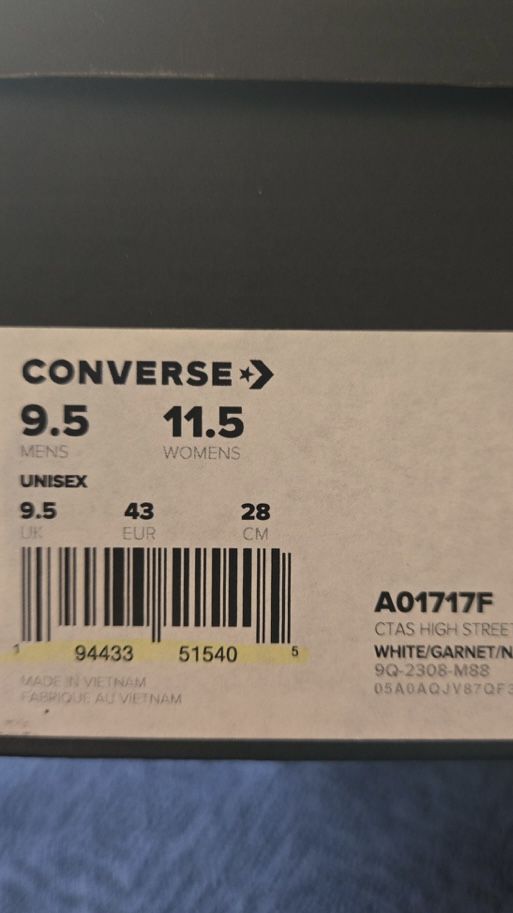 CONVERSE
9.5 11.5
MENS WOMENS
UNISEX
9.5 43 28
UK EUR CM
1 94433 51540 5
MADE IN VIETNAM
FABRIQUE AU VIETNAM
A01717F
CTAS HIGH STREET
WHITE/GARNET/N
9Q-2308-M88
05A0AQJV87QF3